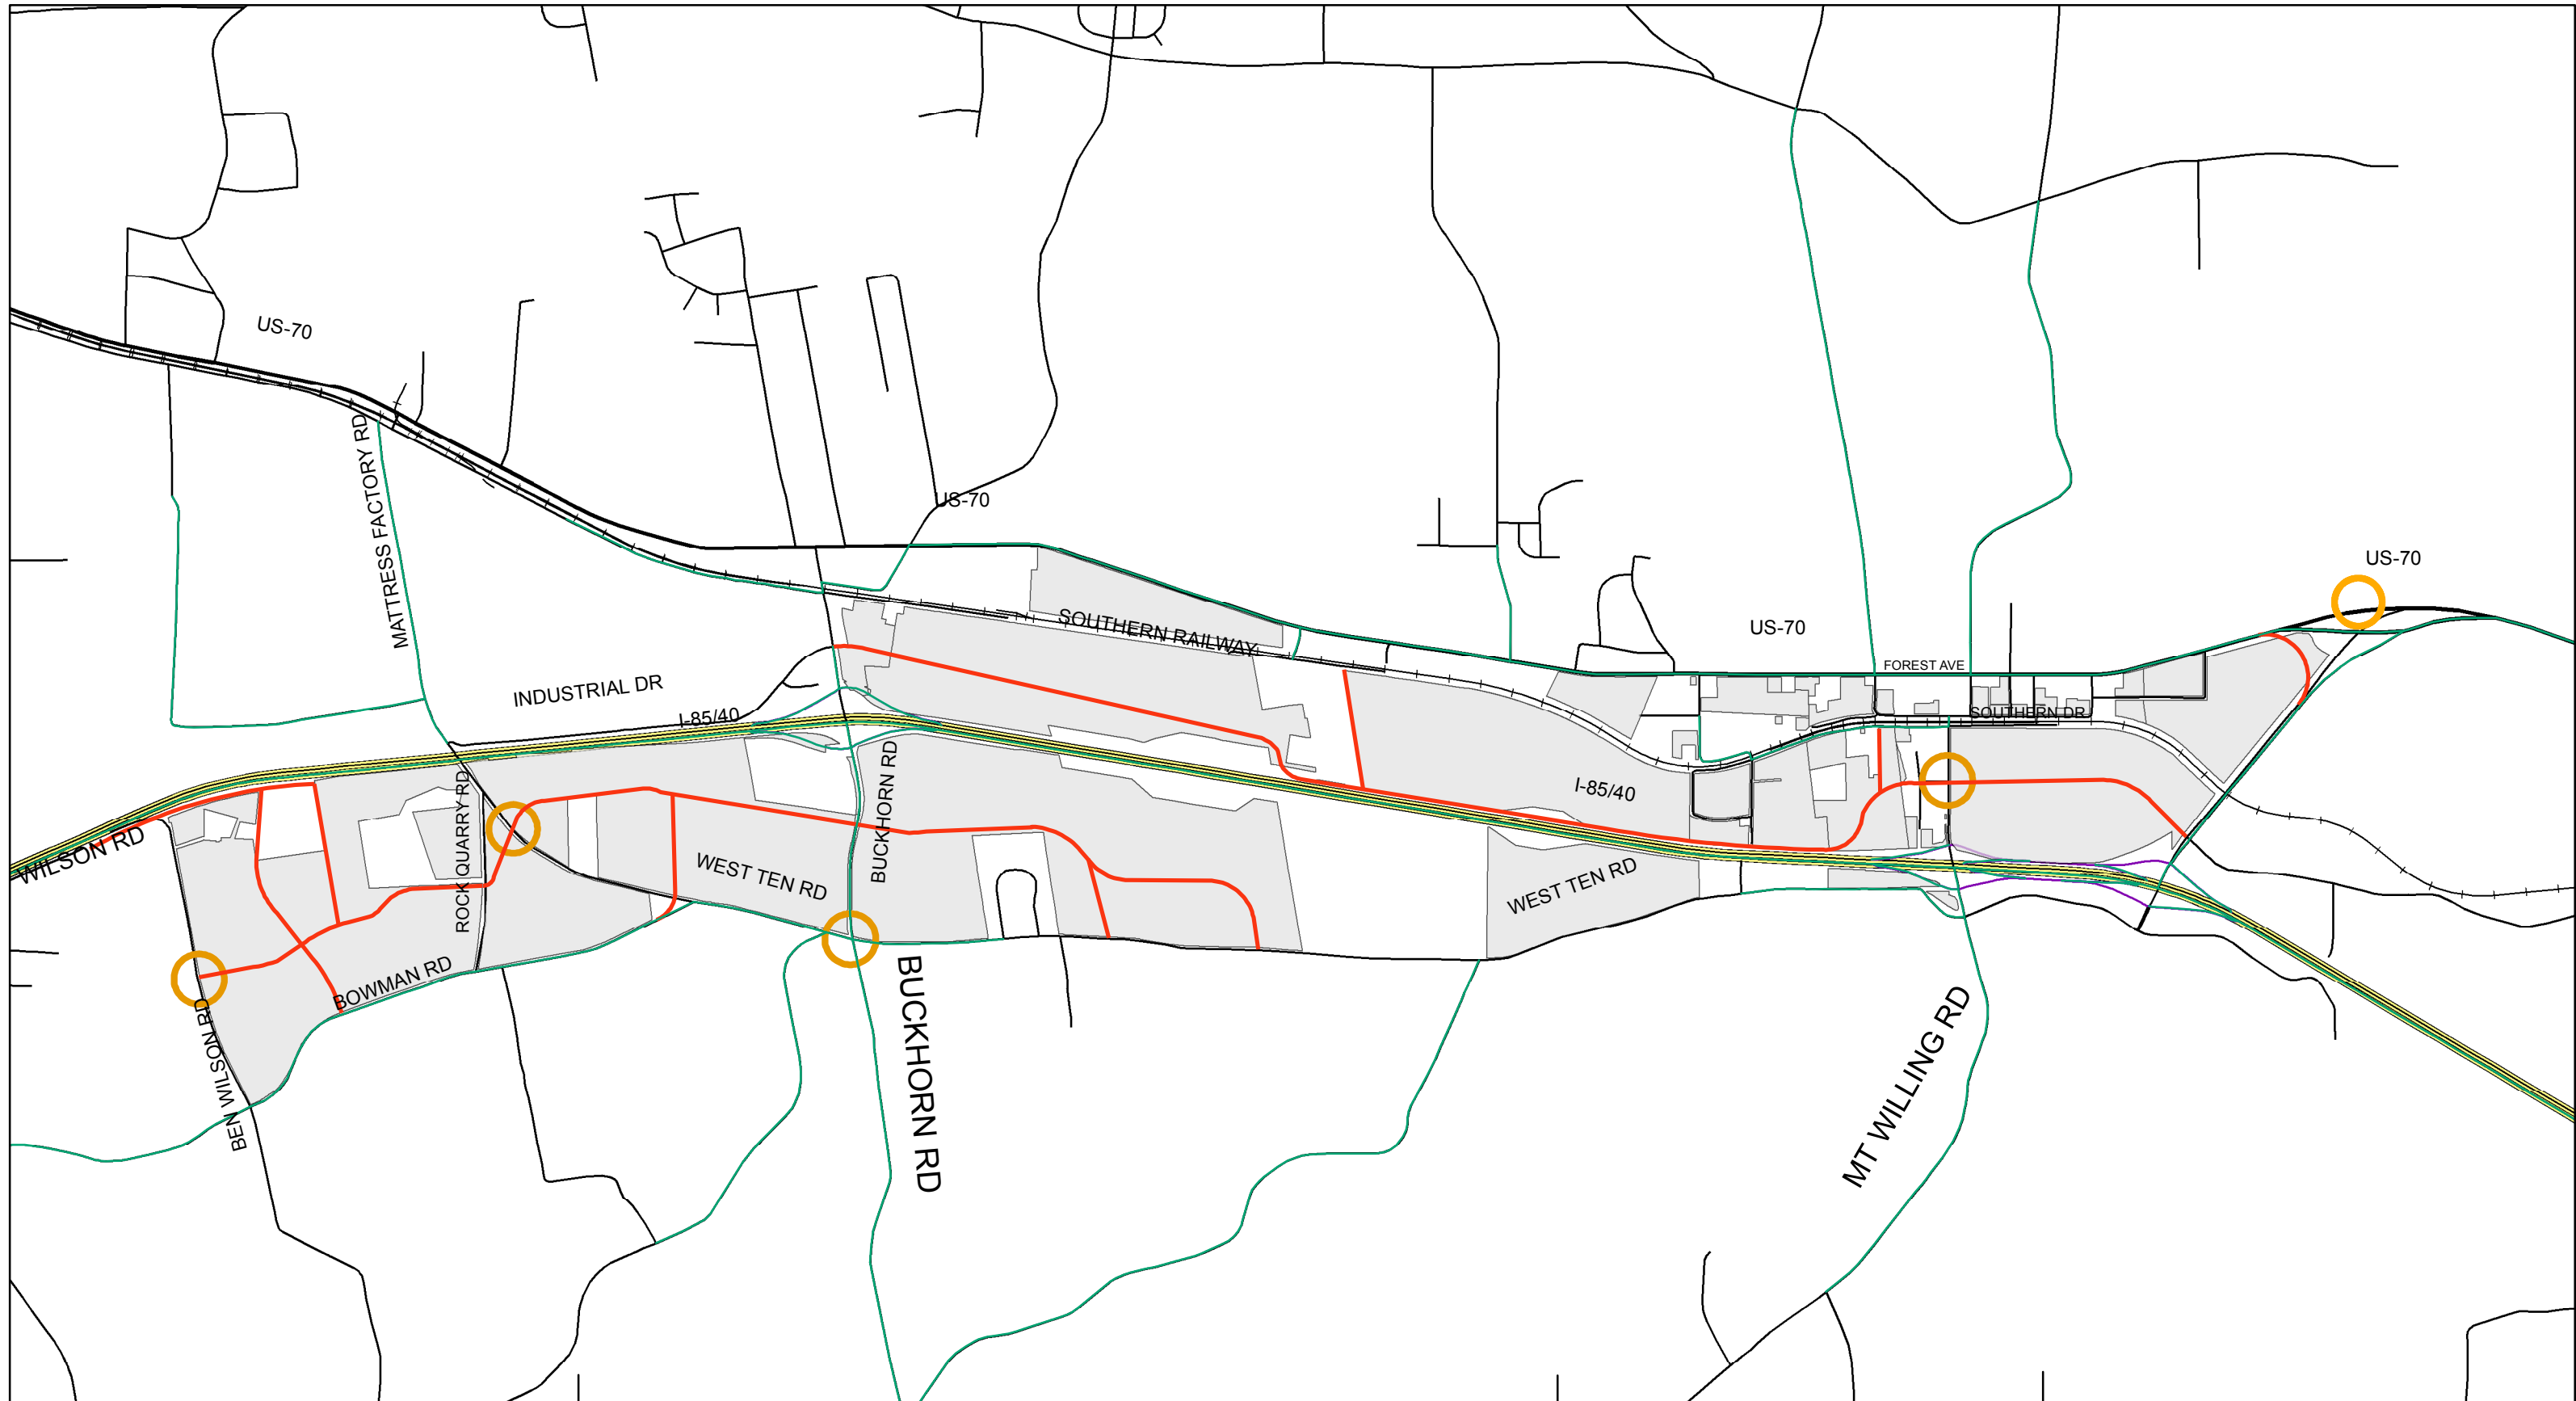 US-70
MATTRESS FACTORY RD
US-70
US-70
SOUTHERN RAILWAY
US-70
FOREST AVE
INDUSTRIAL DR
I-85/40
SOUTHERN DR
I-85/40
WILSON RD
ROCK QUARRY RD
BUCKHORN RD
WEST TEN RD
WEST TEN RD
BOWMAN RD
BEN WILSON RD
BUCKHORN RD
MT WILLING RD